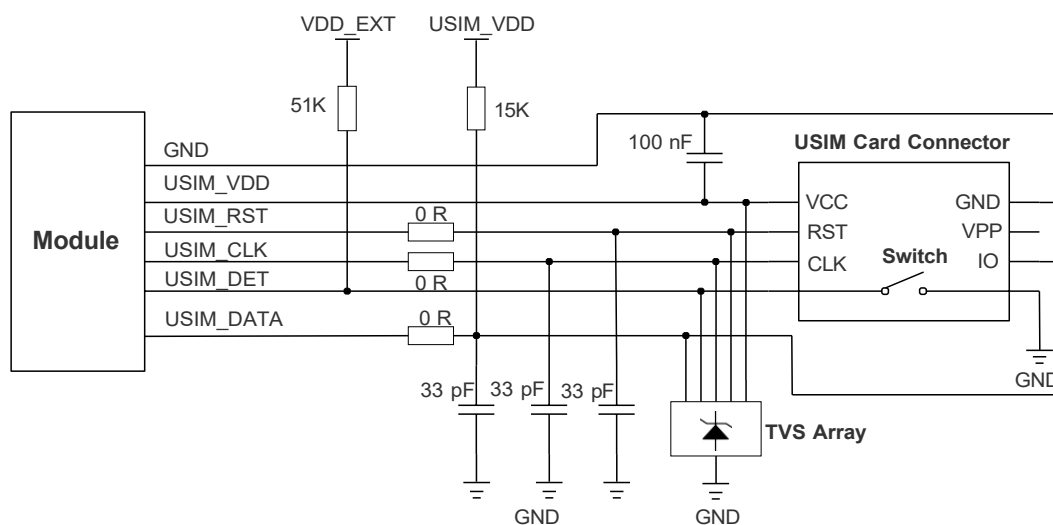 VDD_EXT
USIM_VDD
51K
15K
100 nF
USIM Card Connector
Module
GND
USIM_VDD
USIM_RST
0 R
USIM_CLK
USIM_DET
0 R
USIM_DATA
0 R
VCC
GND
RST
VPP
CLK
Switch
IO
GND
33 pF
33 pF
33 pF
TVS Array
GND
GND